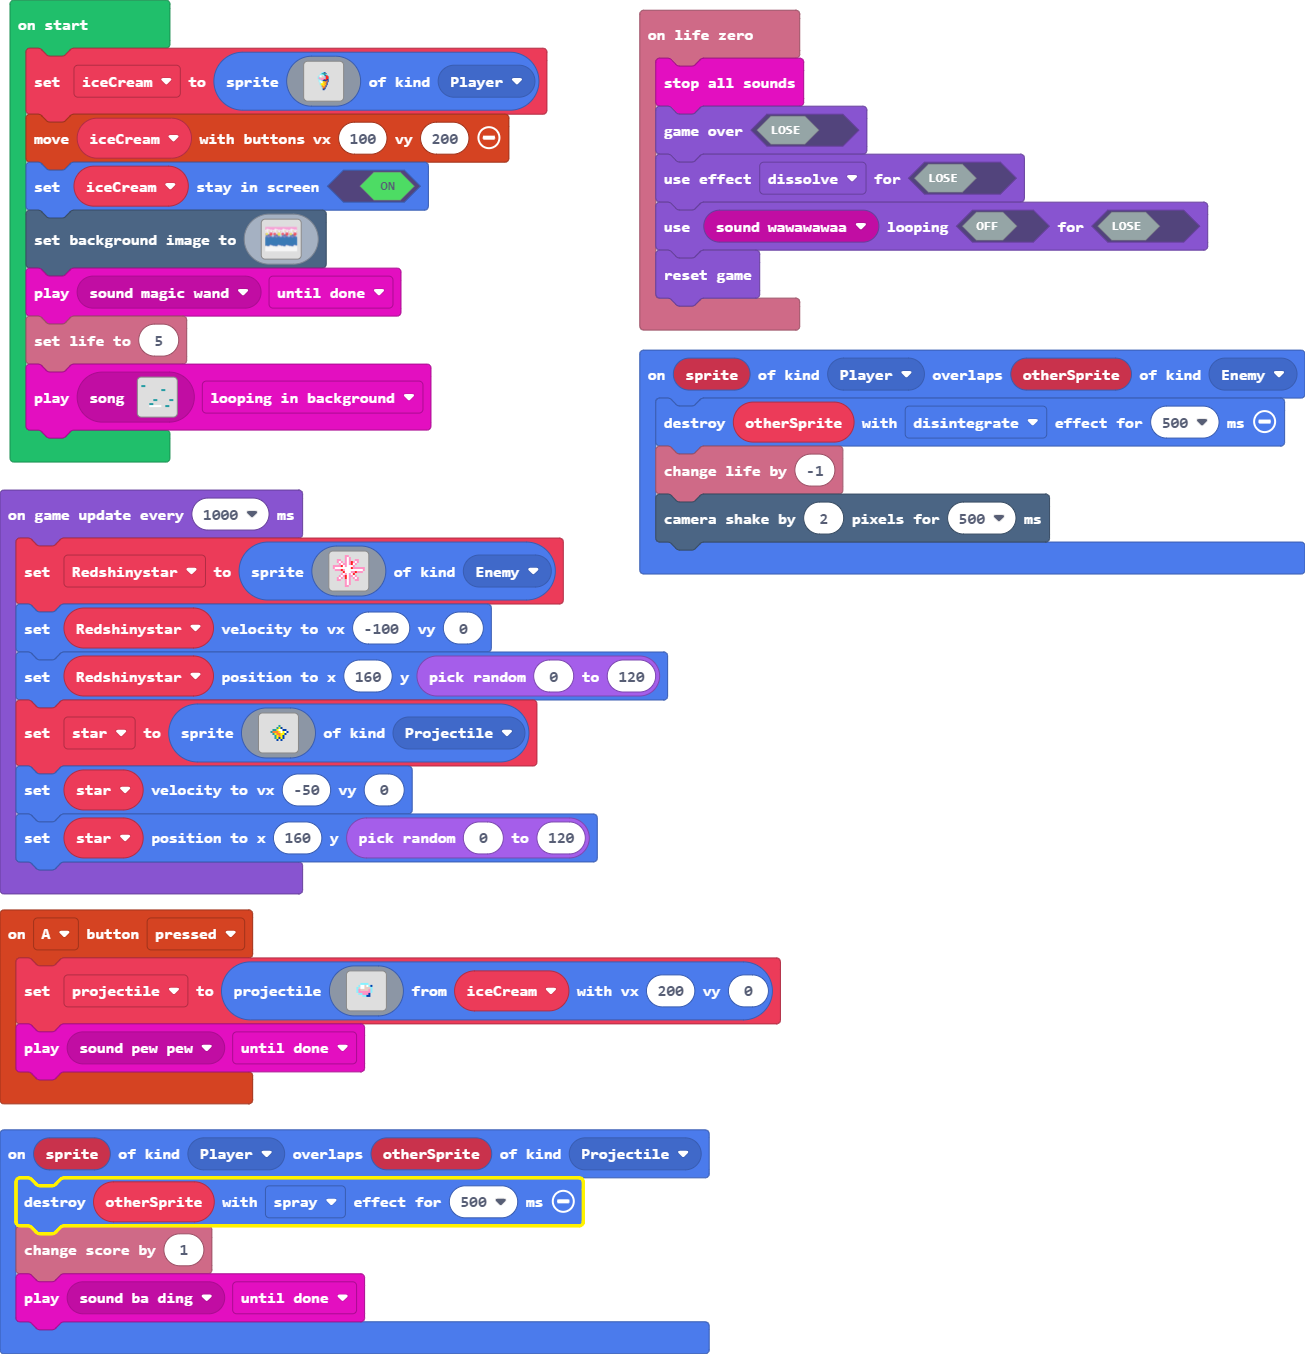 on start
set iceCream to sprite of kind Player
move iceCream with buttons vx 100 vy 200
set iceCream stay in screen ON
set background image to
play sound magic wand until done
set life to 5
play song looping in background
on game update every 1000 ms
set Redshinystar to sprite of kind Enemy
set Redshinystar velocity to vx -100 vy 0
set Redshinystar position to x 160 y pick random 0 to 120
set star to sprite of kind Projectile
set star velocity to vx -50 vy 0
set star position to x 160 y pick random 0 to 120
on A button pressed
set projectile to projectile from iceCream with vx 200 vy 0
play sound pew pew until done
on sprite of kind Player overlaps otherSprite of kind Projectile
destroy otherSprite with spray effect for 500 ms
change score by 1
play sound ba ding until done
on life zero
stop all sounds
game over LOSE
use effect dissolve for LOSE
use sound wawawawaa looping OFF for LOSE
reset game
on sprite of kind Player overlaps otherSprite of kind Enemy
destroy otherSprite with disintegrate effect for 500 ms
change life by -1
camera shake by 2 pixels for 500 ms